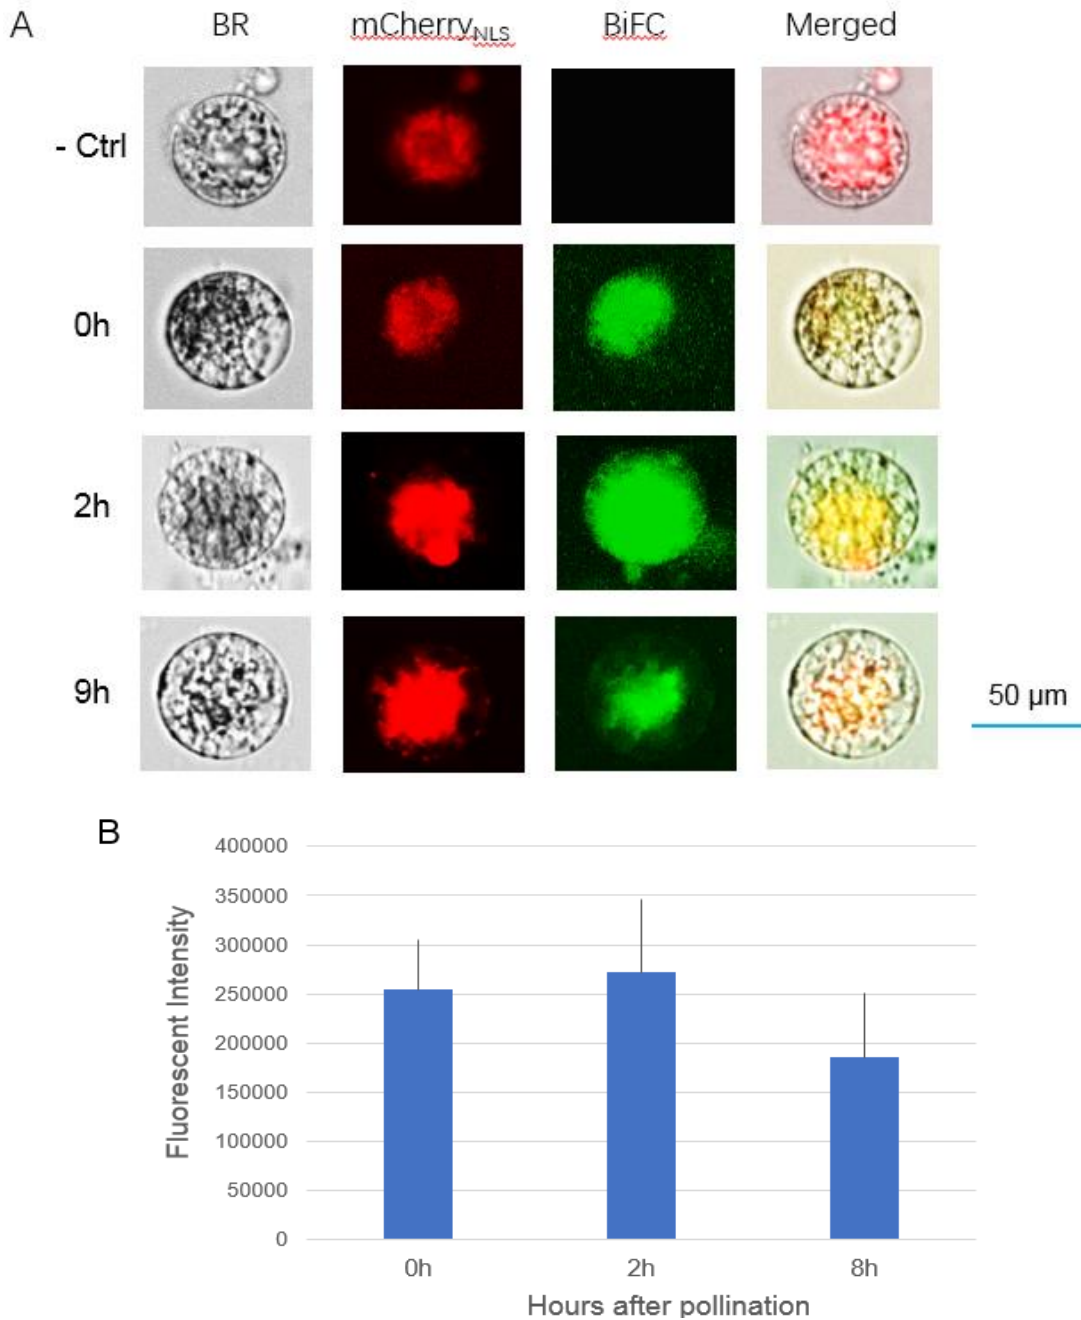 A
BR
mCherryNLS
BiFC
Merged
- Ctrl
0h
2h
9h
50 μm
B
400000
350000
300000
250000
200000
150000
100000
50000
0
Fluorescent Intensity
0h
2h
8h
Hours after pollination